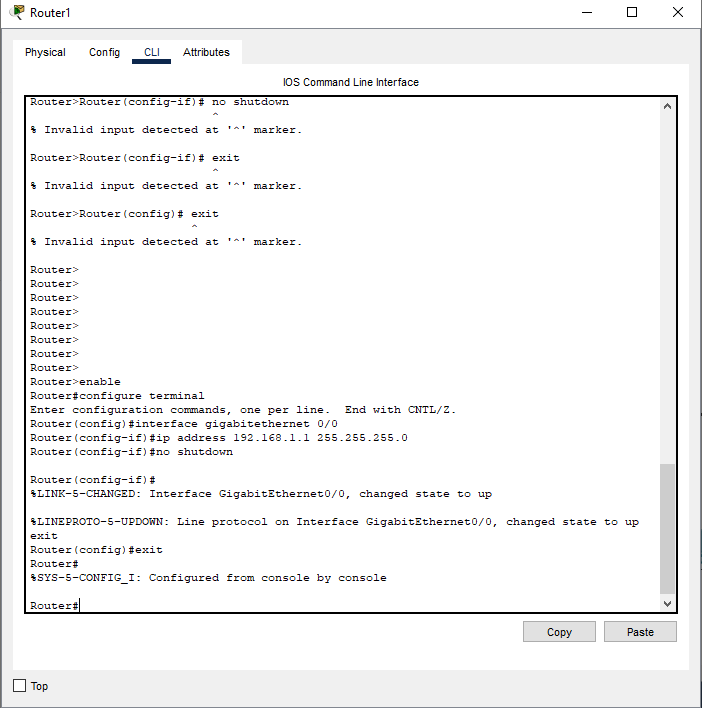 Router1
Physical Config CLI Attributes
IOS Command Line Interface
Router>Router(config-if)# no shutdown
^
% Invalid input detected at '^' marker.
Router>Router(config-if)# exit
^
% Invalid input detected at '^' marker.
Router>Router(config)# exit
^
% Invalid input detected at '^' marker.
Router>
Router>
Router>
Router>
Router>
Router>
Router>
Router>
Router>enable
Router#configure terminal
Enter configuration commands, one per line.  End with CNTL/Z.
Router(config)#interface gigabitethernet 0/0
Router(config-if)#ip address 192.168.1.1 255.255.255.0
Router(config-if)#no shutdown
Router(config-if)#
%LINK-5-CHANGED: Interface GigabitEthernet0/0, changed state to up
%LINEPROTO-5-UPDOWN: Line protocol on Interface GigabitEthernet0/0, changed state to up
exit
Router(config)#exit
Router#
%SYS-5-CONFIG_I: Configured from console by console
Router#
Copy Paste
Top